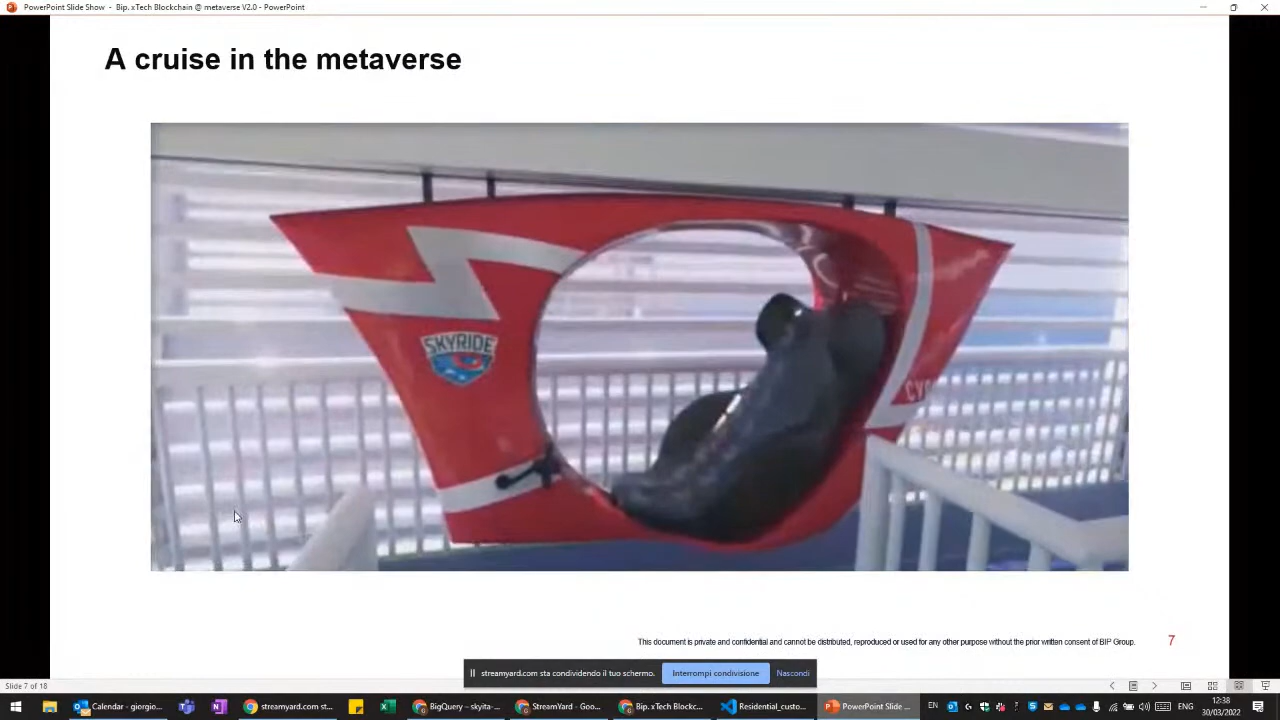 PowerPoint Slide Show - Bip. xTech Blockchain @ metaverse V2.0 - PowerPoint
A cruise in the metaverse
SKYRIDE
This document is private and confidential and cannot be distributed, reproduced or used for any other purpose without the prior written consent of BIP Group.
7
streamyard.com sta condividendo il tuo schermo.
Interrompi condivisione
Nascondi
Slide 7 of 18
Calendar - giorgio...
streamyard.com st...
BigQuery – skyita-...
StreamYard - Goo...
Bip. xTech Blockc...
Residential_custo...
PowerPoint Slide ...
EN
ENG
12:38
30/03/2022